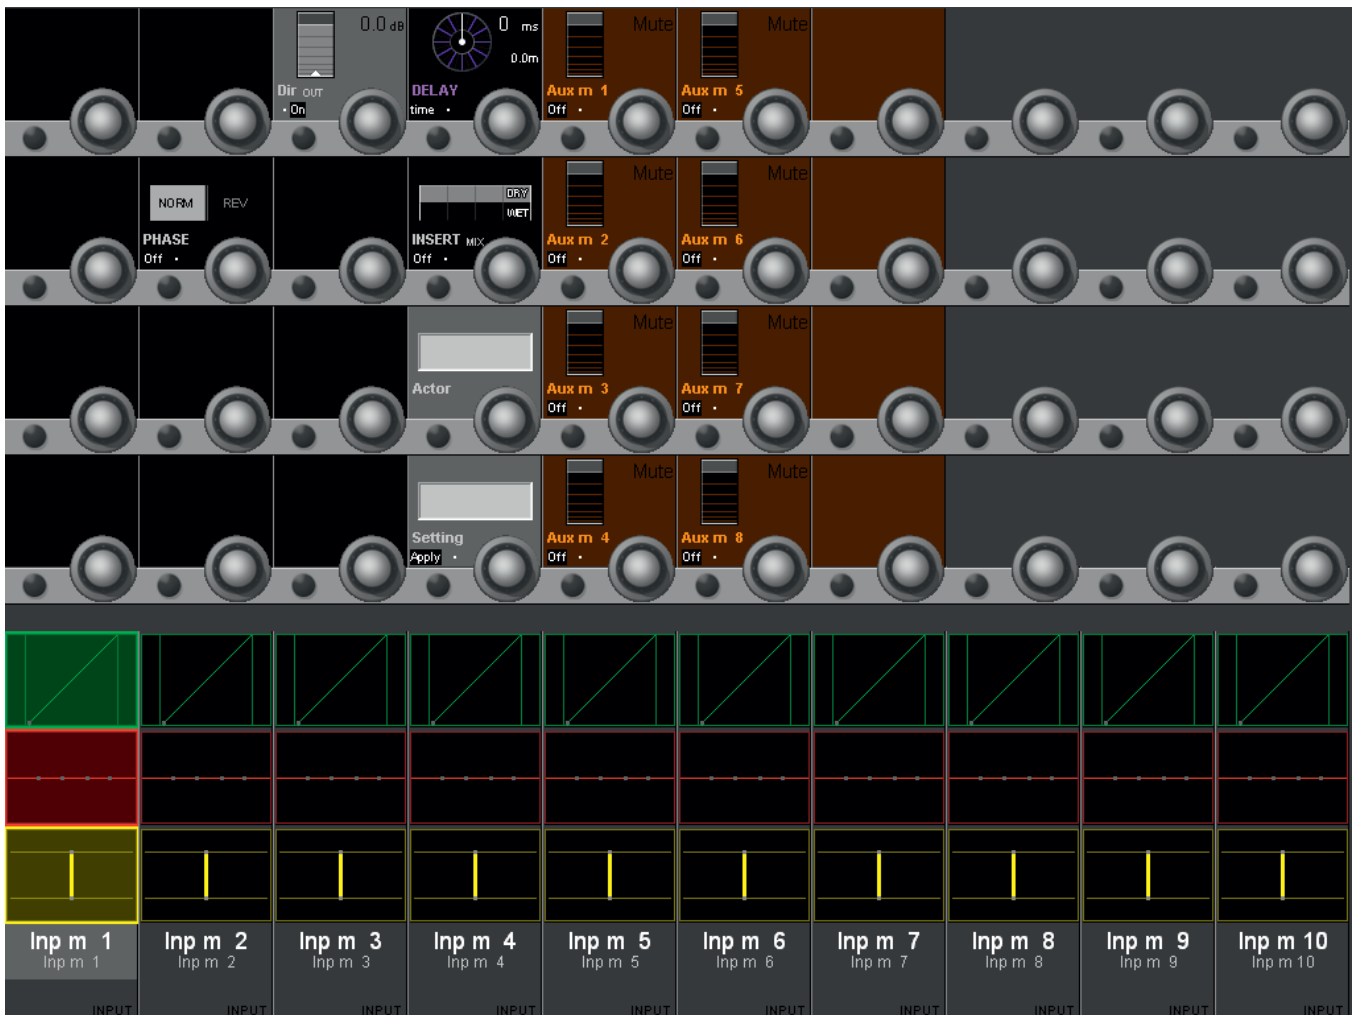 0.0 dB 0 ms Mute Mute
0.0m
Dir OUT DELAY Aux m 1 Aux m 5
On time Off Off
NORM REV DRY Mute Mute
WET
PHASE INSERT MIX Aux m 2 Aux m 6
Off Off Off Off
Mute Mute
Actor Aux m 3 Aux m 7
Off Off
Mute Mute
Setting Aux m 4 Aux m 8
Apply Off Off
Inp m 1 Inp m 2 Inp m 3 Inp m 4 Inp m 5 Inp m 6 Inp m 7 Inp m 8 Inp m 9 Inp m 10
Inp m 1 Inp m 2 Inp m 3 Inp m 4 Inp m 5 Inp m 6 Inp m 7 Inp m 8 Inp m 9 Inp m 10
INPUT INPUT INPUT INPUT INPUT INPUT INPUT INPUT INPUT INPUT